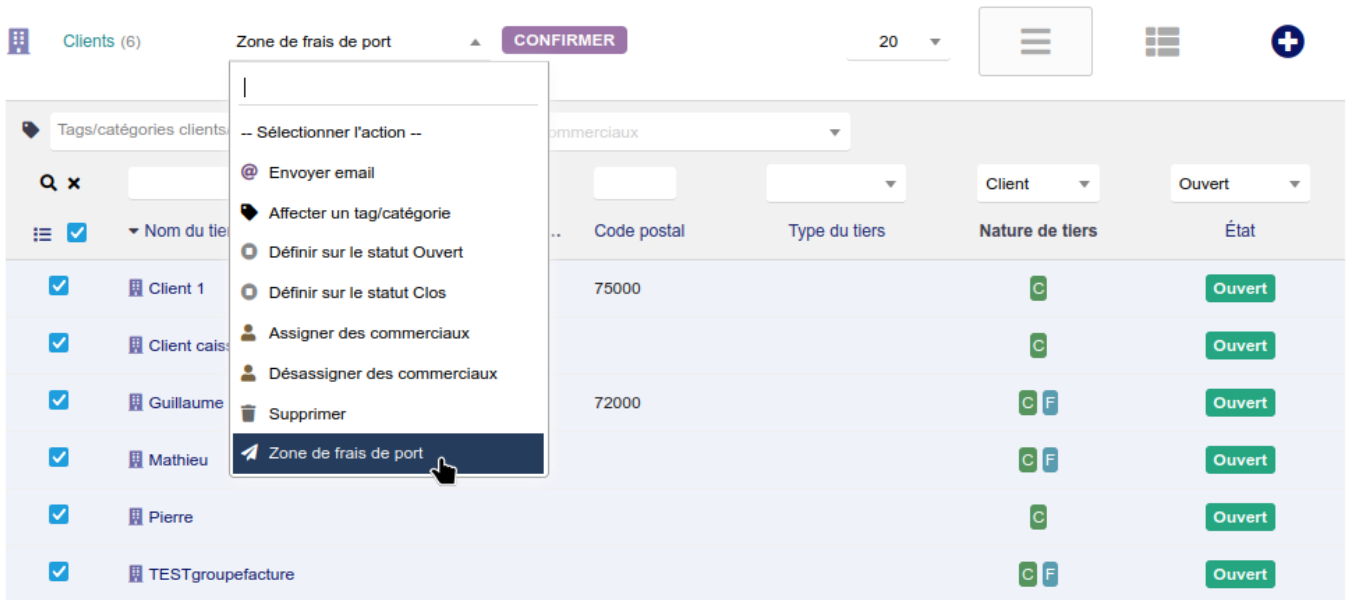 Clients (6) Zone de frais de port CONFIRMER 20
Tags/catégories clients/
-- Sélectionner l'action --
Envoyer email
Client Ouvert
Affecter un tag/catégorie
Nom du tier .. Code postal Type du tiers Nature de tiers État
Définir sur le statut Ouvert
Client 1 75000 C Ouvert
Définir sur le statut Clos
Assigner des commerciaux
Client caiss C Ouvert
Désassigner des commerciaux
Guillaume 72000 C F Ouvert
Supprimer
Zone de frais de port
Mathieu C F Ouvert
Pierre C Ouvert
TESTgroupefacture C F Ouvert